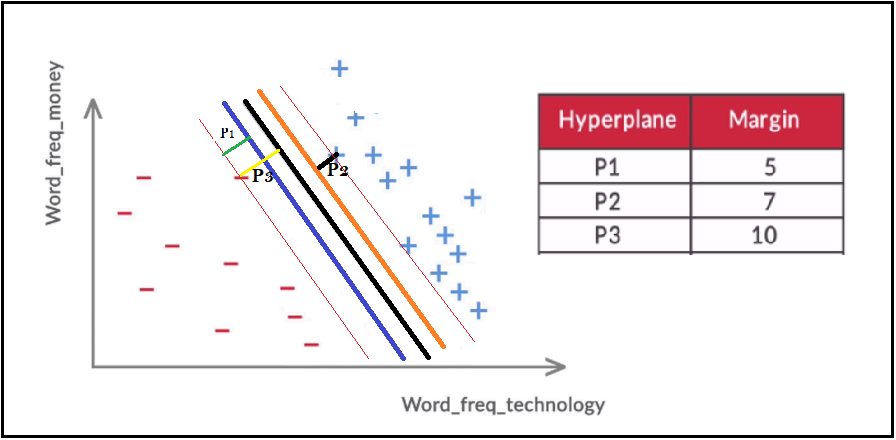 Word_freq_money
P1
P3
P2
Word_freq_technology
Hyperplane Margin
P1 5
P2 7
P3 10